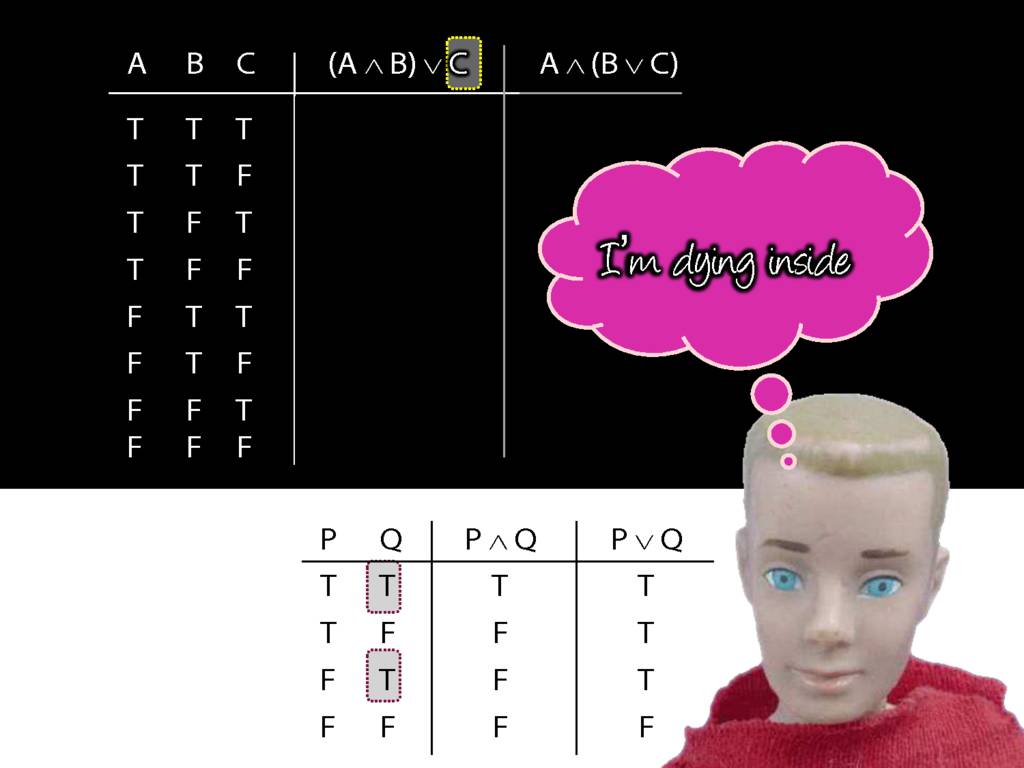 A B C (A ∧ B) ∨ C A ∧ (B ∨ C)
T T T
T T F
T F T
T F F
F T T
F T F
F F T
F F F
I'm dying inside
P Q P ∧ Q P ∨ Q
T T T T
T F F T
F T F T
F F F F